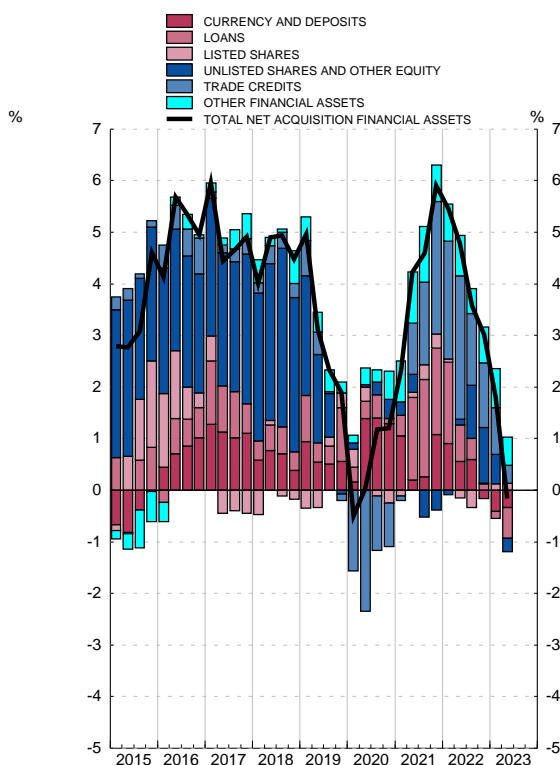 CURRENCY AND DEPOSITS
LOANS
LISTED SHARES
UNLISTED SHARES AND OTHER EQUITY
TRADE CREDITS
OTHER FINANCIAL ASSETS
TOTAL NET ACQUISITION FINANCIAL ASSETS
% %
7 7
6 6
5 5
4 4
3 3
2 2
1 1
0 0
-1 -1
-2 -2
-3 -3
-4 -4
-5 -5
2015 2016 2017 2018 2019 2020 2021 2022 2023